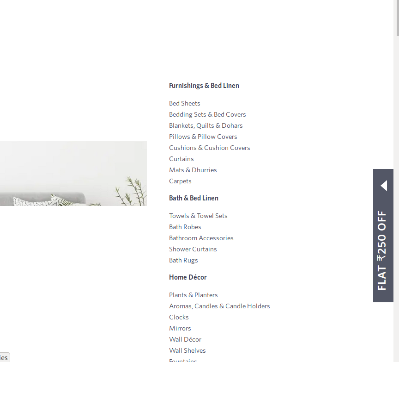 Furnishings & Bed Linen
Bed Sheets
Bedding Sets & Bed Covers
Blankets, Quilts & Dohars
Pillows & Pillow Covers
Cushions & Cushion Covers
Curtains
Mats & Dhurries
Carpets
Bath & Bed Linen
Towels & Towel Sets
Bath Robes
Bathroom Accessories
Shower Curtains
Bath Rugs
Home Décor
Plants & Planters
Aromas, Candles & Candle Holders
Clocks
Mirrors
Wall Décor
Wall Shelves
Fountains
FLAT ₹250 OFF